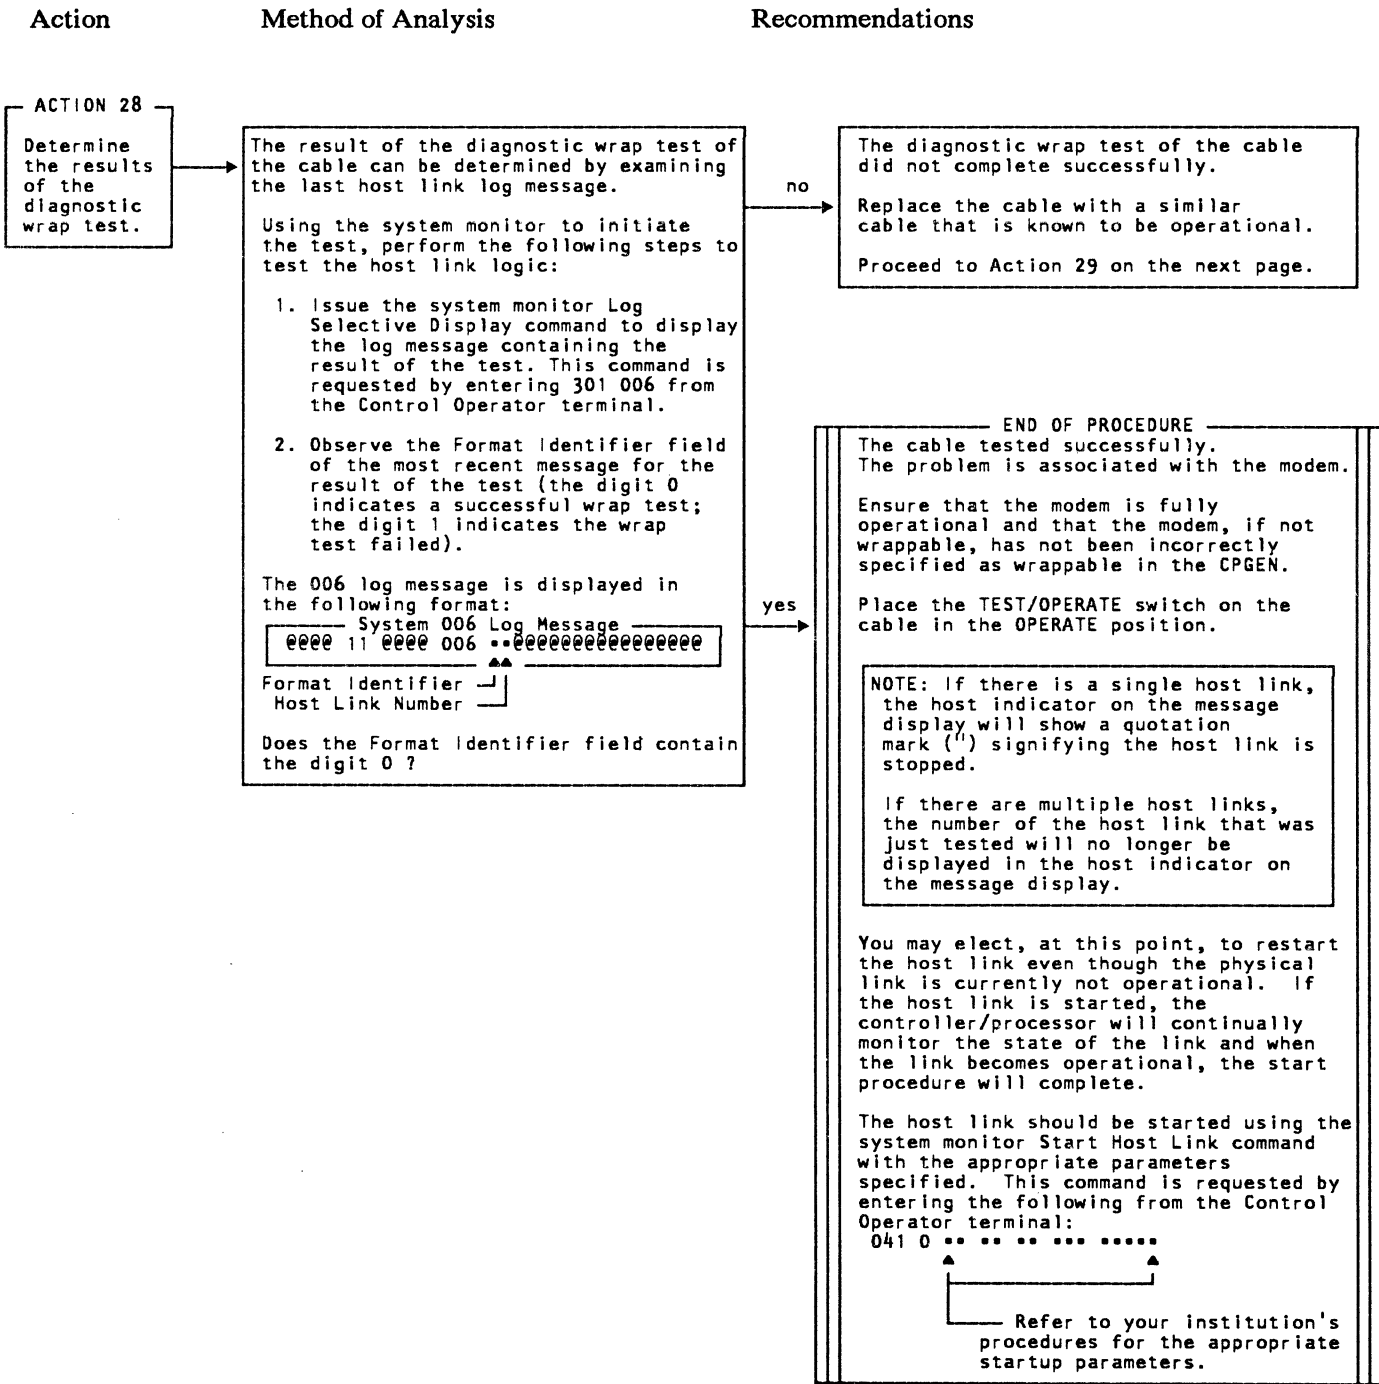 Action
Method of Analysis
Recommendations
ACTION 28
Determine
the results
of the
diagnostic
wrap test.
The result of the diagnostic wrap test of
the cable can be determined by examining
the last host link log message.
Using the system monitor to initiate
the test, perform the following steps to
test the host link logic:
1. Issue the system monitor Log
Selective Display command to display
the log message containing the
result of the test. This command is
requested by entering 301 006 from
the Control Operator terminal.
2. Observe the Format Identifier field
of the most recent message for the
result of the test (the digit 0
indicates a successful wrap test;
the digit 1 indicates the wrap
test failed).
The 006 log message is displayed in
the following format:
System 006 Log Message
@@@@ 11 @@@@ 006 ▪▪@@@@@@@@@@@@@@@@
Format Identifier
Host Link Number
Does the Format Identifier field contain
the digit 0 ?
no
The diagnostic wrap test of the cable
did not complete successfully.
Replace the cable with a similar
cable that is known to be operational.
Proceed to Action 29 on the next page.
yes
END OF PROCEDURE
The cable tested successfully.
The problem is associated with the modem.
Ensure that the modem is fully
operational and that the modem, if not
wrappable, has not been incorrectly
specified as wrappable in the CPGEN.
Place the TEST/OPERATE switch on the
cable in the OPERATE position.
NOTE: If there is a single host link,
the host indicator on the message
display will show a quotation
mark (") signifying the host link is
stopped.
If there are multiple host links,
the number of the host link that was
just tested will no longer be
displayed in the host indicator on
the message display.
You may elect, at this point, to restart
the host link even though the physical
link is currently not operational. If
the host link is started, the
controller/processor will continually
monitor the state of the link and when
the link becomes operational, the start
procedure will complete.
The host link should be started using the
system monitor Start Host Link command
with the appropriate parameters
specified. This command is requested by
entering the following from the Control
Operator terminal:
041 0 ▪▪ ▪▪ ▪▪ ▪▪▪ ▪▪▪▪▪
Refer to your institution's
procedures for the appropriate
startup parameters.